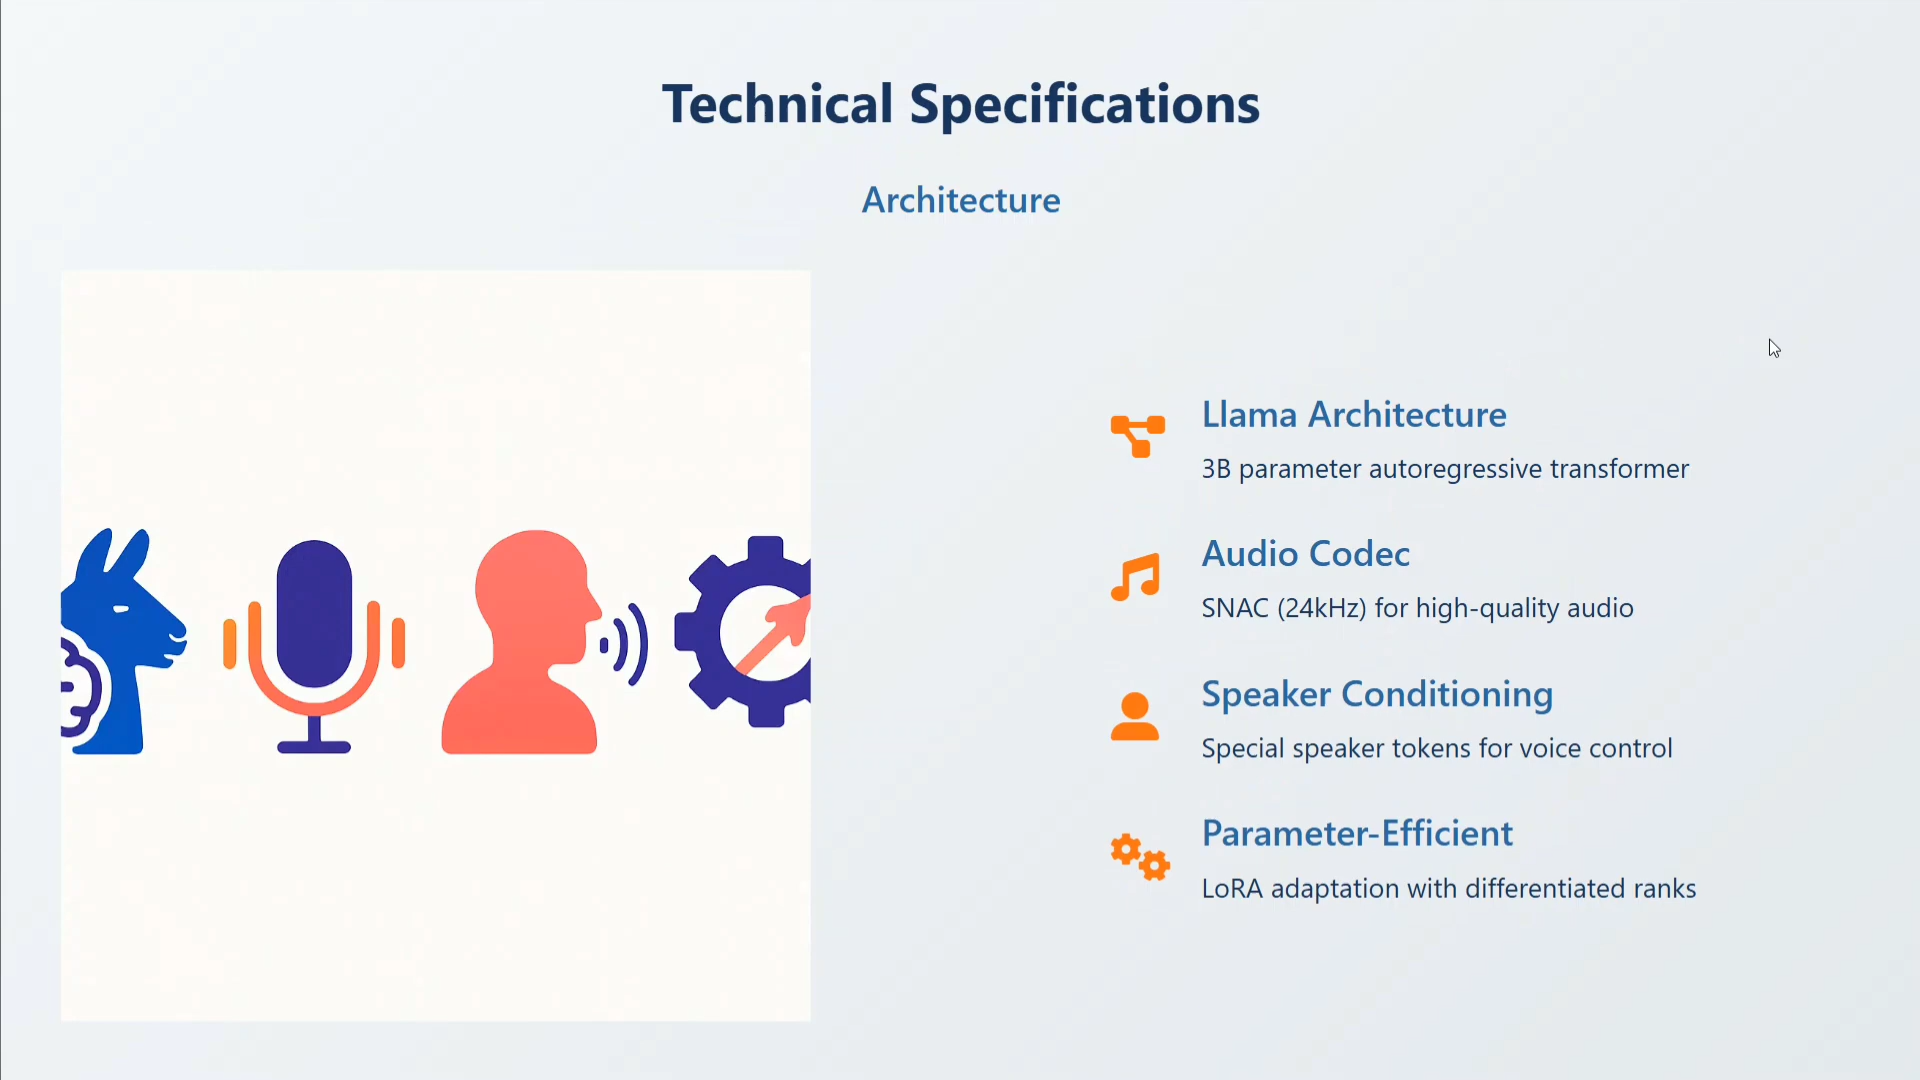 Technical Specifications
Architecture
Llama Architecture
3B parameter autoregressive transformer
Audio Codec
SNAC (24kHz) for high-quality audio
Speaker Conditioning
Special speaker tokens for voice control
Parameter-Efficient
LoRA adaptation with differentiated ranks